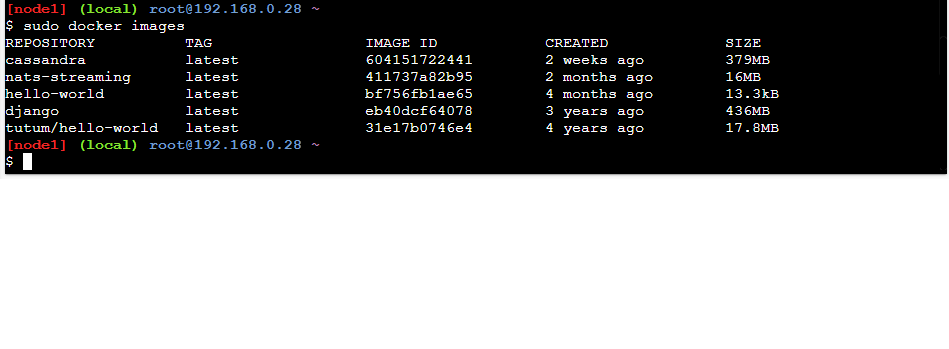 [node1] (local) root@192.168.0.28 ~
$ sudo docker images
REPOSITORY          TAG                 IMAGE ID            CREATED             SIZE
cassandra           latest              604151722441        2 weeks ago         379MB
nats-streaming      latest              411737a82b95        2 months ago        16MB
hello-world         latest              bf756fb1ae65        4 months ago        13.3kB
django              latest              eb40dcf64078        3 years ago         436MB
tutum/hello-world   latest              31e17b0746e4        4 years ago         17.8MB
[node1] (local) root@192.168.0.28 ~
$